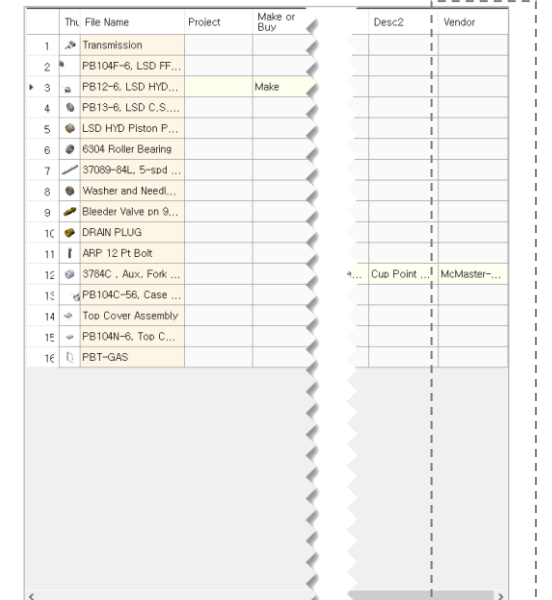 Thu File Name Project Make or Buy Desc2 Vendor
1 Transmission
2 PB104F-6, LSD FF...
3 PB12-6, LSD HYD... Make
4 PB13-6, LSD C.S....
5 LSD HYD Piston P...
6 6304 Roller Bearing
7 37089-84L, 5-spd ...
8 Washer and Needl...
9 Bleeder Valve pn 9...
10 DRAIN PLUG
11 ARP 12 Pt Bolt
12 3784C , Aux, Fork ... Cup Point ... McMaster-...
13 PB104C-56, Case ...
14 Top Cover Assembly
15 PB104N-6, Top C...
16 PBT-GAS